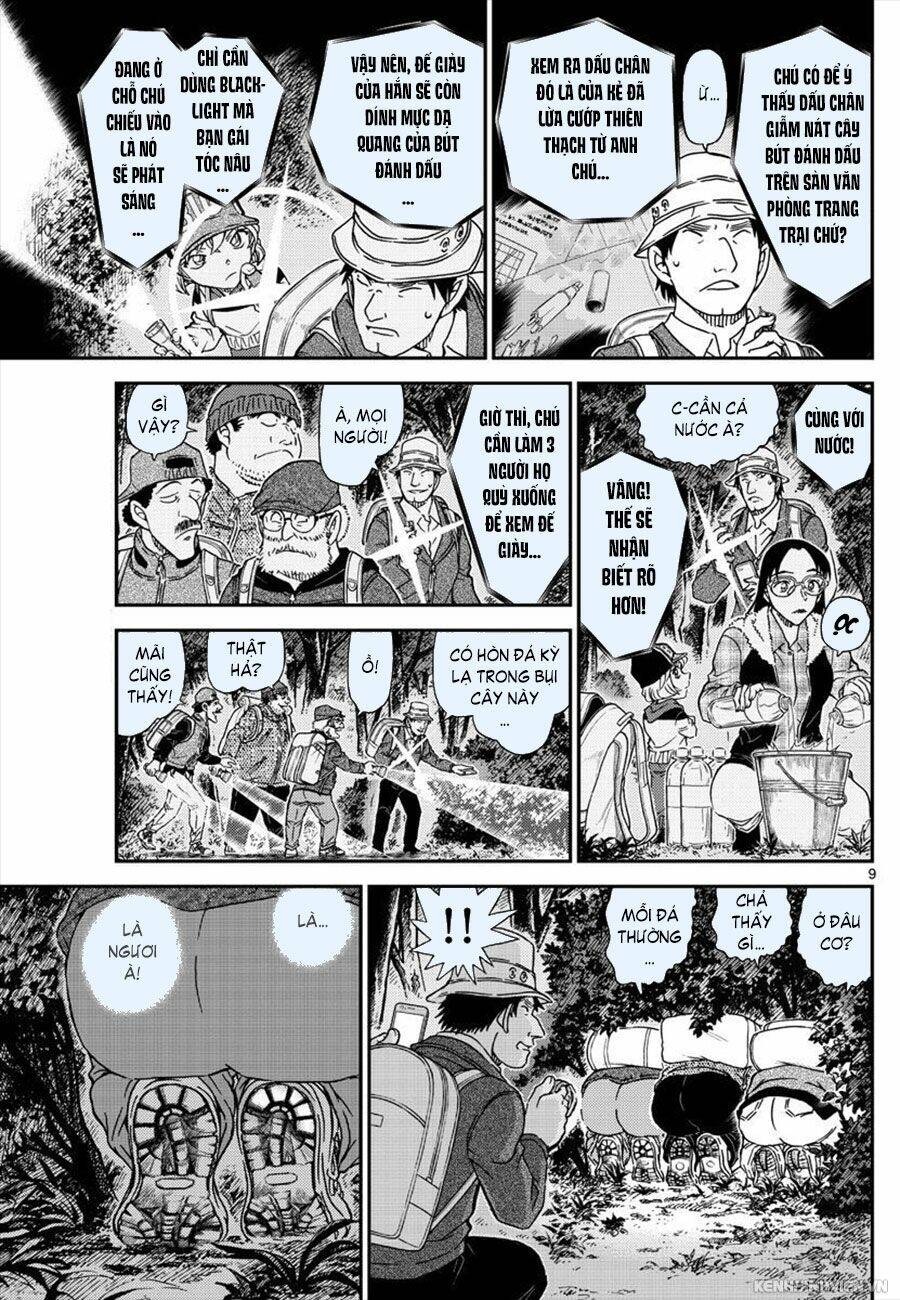 CHÚ CÓ ĐỂ Ý
THẤY DẤU CHÂN
GIẪM NÁT CÂY
BÚT ĐÁNH DẤU
TRÊN SÀN VĂN
PHÒNG TRANG
TRẠI CHỨ?
Ừ...
XEM RA DẤU CHÂN
ĐÓ LÀ CỦA KẺ ĐÃ
LỪA CƯỚP THIÊN
THẠCH TỪ ANH
CHÚ...
VẬY NÊN, ĐẾ GIÀY
CỦA HẮN SẼ CÒN
DÍNH MỰC DẠ
QUANG CỦA BÚT
ĐÁNH DẤU
...
CHỈ CẦN
DÙNG BLACK-
LIGHT MÀ
BẠN GÁI
TÓC NÂU
...
ĐANG Ở
CHỖ CHÚ
CHIẾU VÀO
LÀ NÓ
SẼ PHÁT
SÁNG
...
CÙNG VỚI
NƯỚC!
C-CẦN CẢ
NƯỚC À?
VÂNG!
THẾ SẼ
NHẬN
BIẾT RÕ
HƠN!
ỌC
GIỜ THÌ, CHÚ
CẦN LÀM 3
NGƯỜI HỌ
QUỲ XUỐNG
ĐỂ XEM ĐẾ
GIÀY...
À, MỌI
NGƯỜI!
GÌ
VẬY?
CÓ HÒN ĐÁ KỲ
LẠ TRONG BỤI
CÂY NÀY
...
Ồ!
THẬT
HẢ?
MÃI
CŨNG
THẤY!
9
Ở ĐÂU
CƠ?
CHẢ
THẤY
GÌ...
MỖI ĐÁ
THƯỜNG
...
!!
LÀ...
LÀ
NGƯƠI
À!